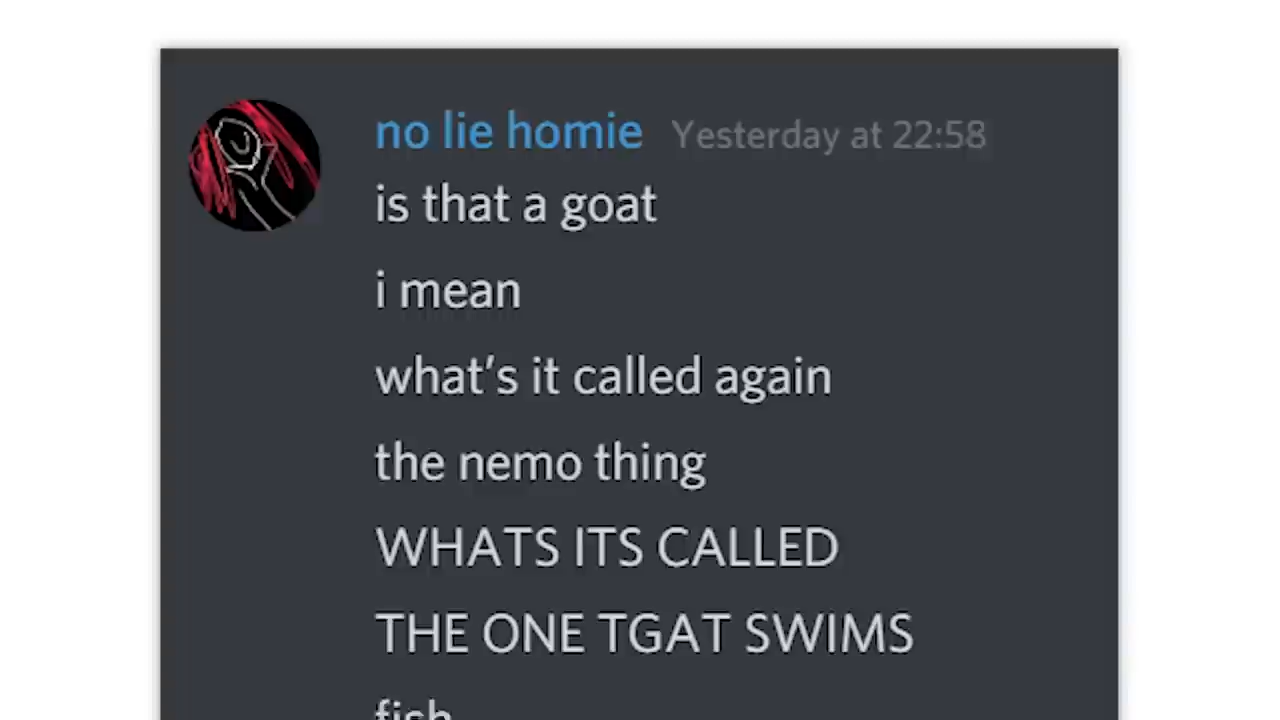 no lie homie Yesterday at 22:58
is that a goat
i mean
what's it called again
the nemo thing
WHATS ITS CALLED
THE ONE TGAT SWIMS
fish